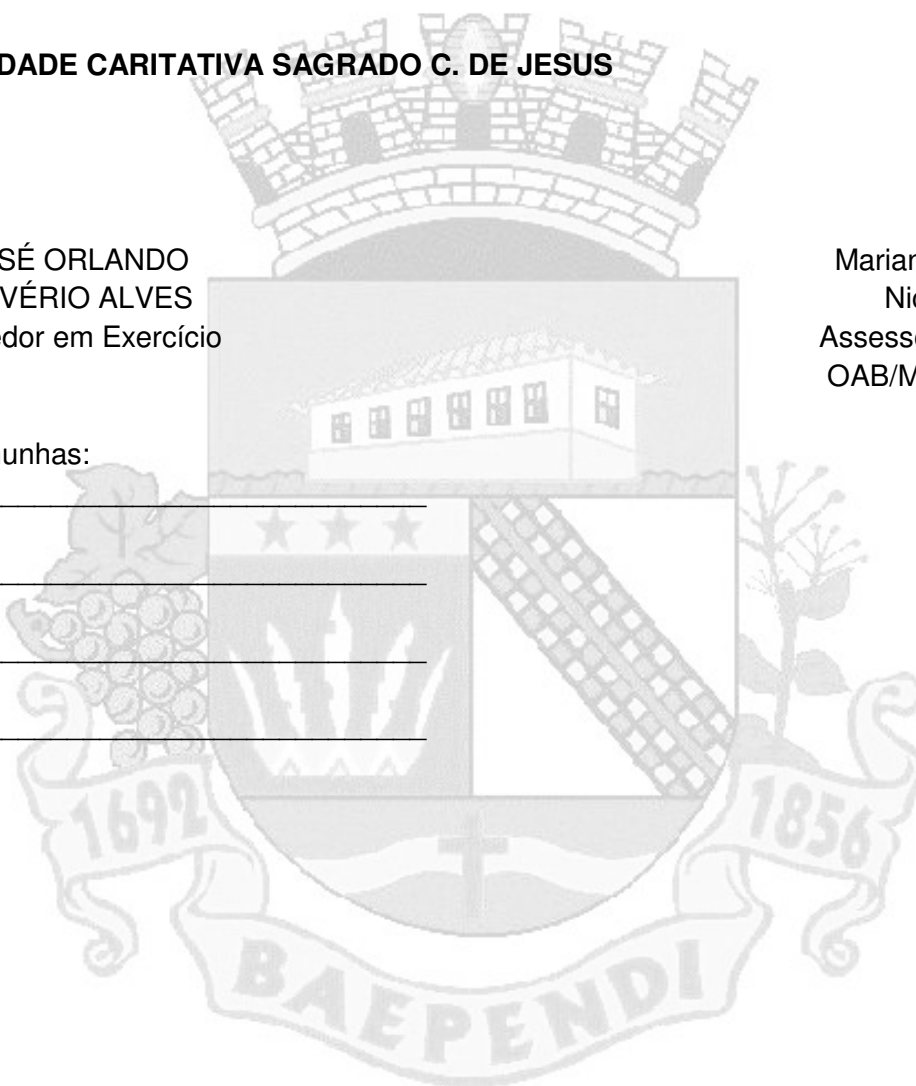 DADE CARITATIVA SAGRADO C. DE JESUS
SÉ ORLANDO
VÉRIO ALVES
edor em Exercício
Marian
Nic
Assesso
OAB/M
unhas:
1692
1856
BAEPENDI